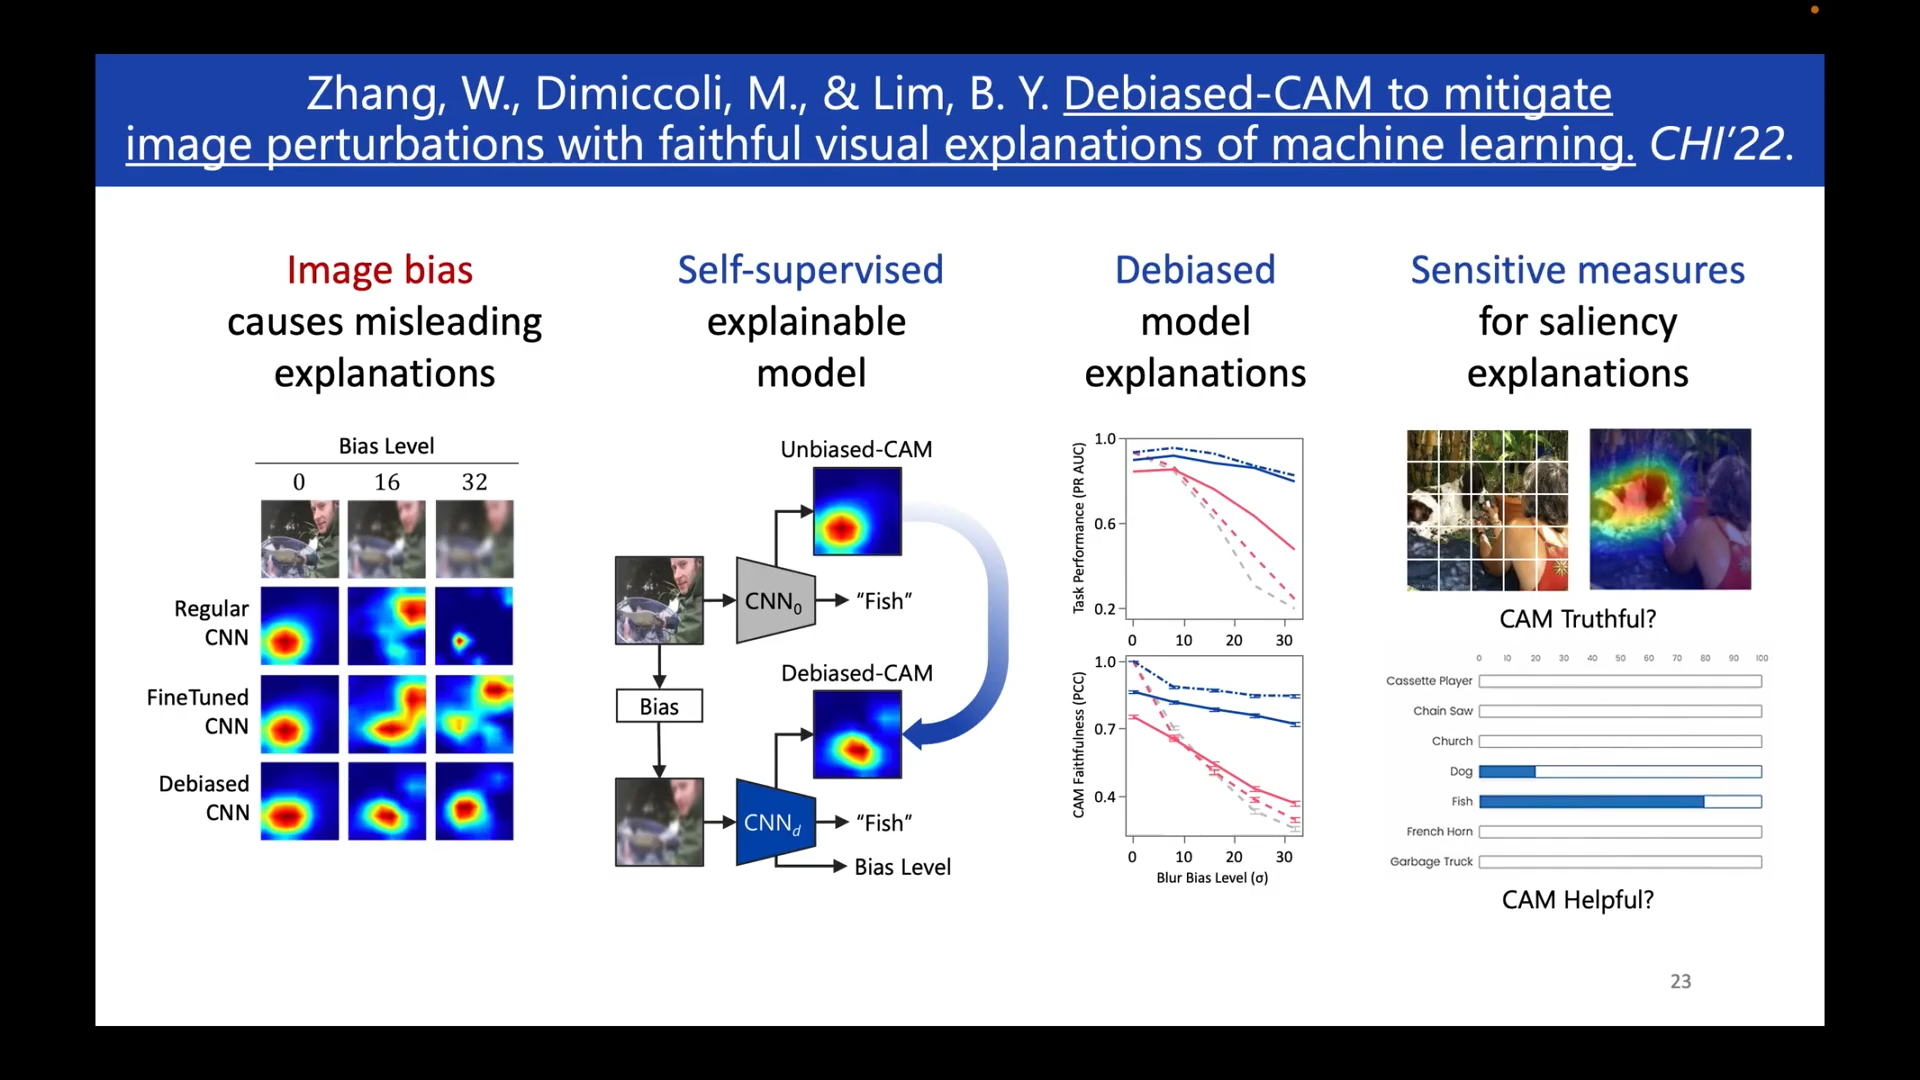 Zhang, W., Dimiccoli, M., & Lim, B. Y. Debiased-CAM to mitigate
image perturbations with faithful visual explanations of machine learning. CHI’22.
Image bias
causes misleading
explanations
Bias Level
0 16 32
Regular
CNN
FineTuned
CNN
Debiased
CNN
Self-supervised
explainable
model
Unbiased-CAM
CNN0
“Fish”
Bias
Debiased-CAM
CNNd
“Fish”
Bias Level
Debiased
model
explanations
Task Performance (PR AUC)
1.0
0.6
0.2
0 10 20 30
CAM Faithfulness (PCC)
1.0
0.7
0.4
0 10 20 30
Blur Bias Level (σ)
Sensitive measures
for saliency
explanations
CAM Truthful?
0 10 20 30 40 50 60 70 80 90 100
Cassette Player
Chain Saw
Church
Dog
Fish
French Horn
Garbage Truck
CAM Helpful?
23